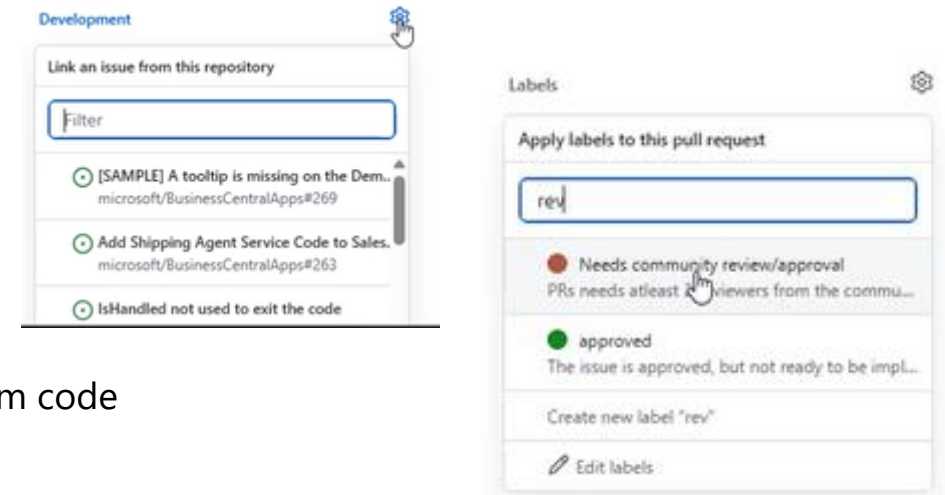 Development
Link an issue from this repository
Filter
[SAMPLE] A tooltip is missing on the Dem..
microsoft/BusinessCentralApps#269
Add Shipping Agent Service Code to Sales.
microsoft/BusinessCentralApps#263
IsHandled not used to exit the code
m code
Labels
Apply labels to this pull request
rev
Needs community review/approval
PRs needs atleast viewers from the commu...
approved
The issue is approved, but not ready to be impl...
Create new label "rev"
Edit labels